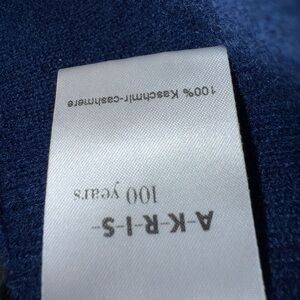 -A-K-R-I-S-
100 years
100% Kaschmir-cashmere